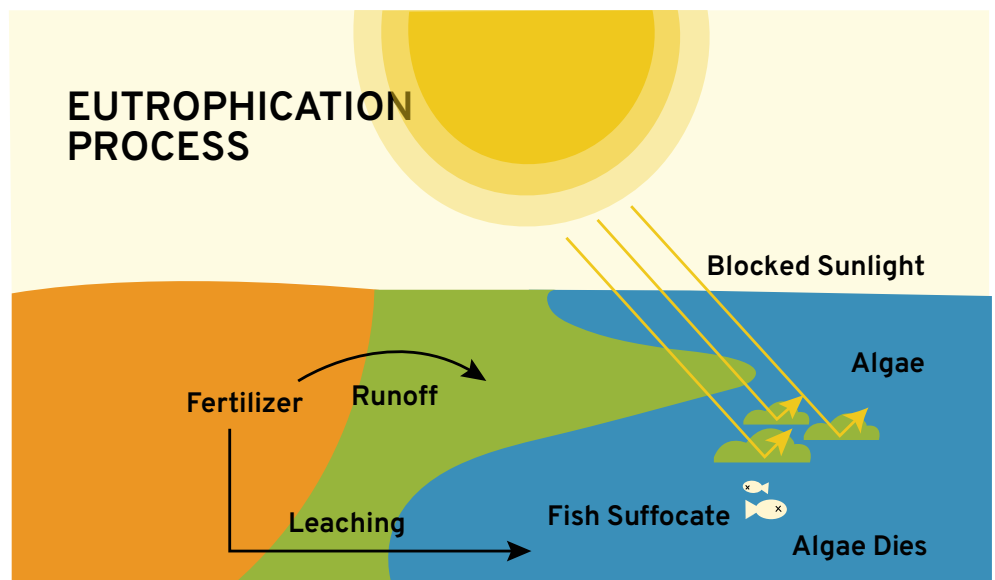 EUTROPHICATION
PROCESS
Blocked Sunlight
Algae
Fertilizer
Runoff
Leaching
Fish Suffocate
Algae Dies